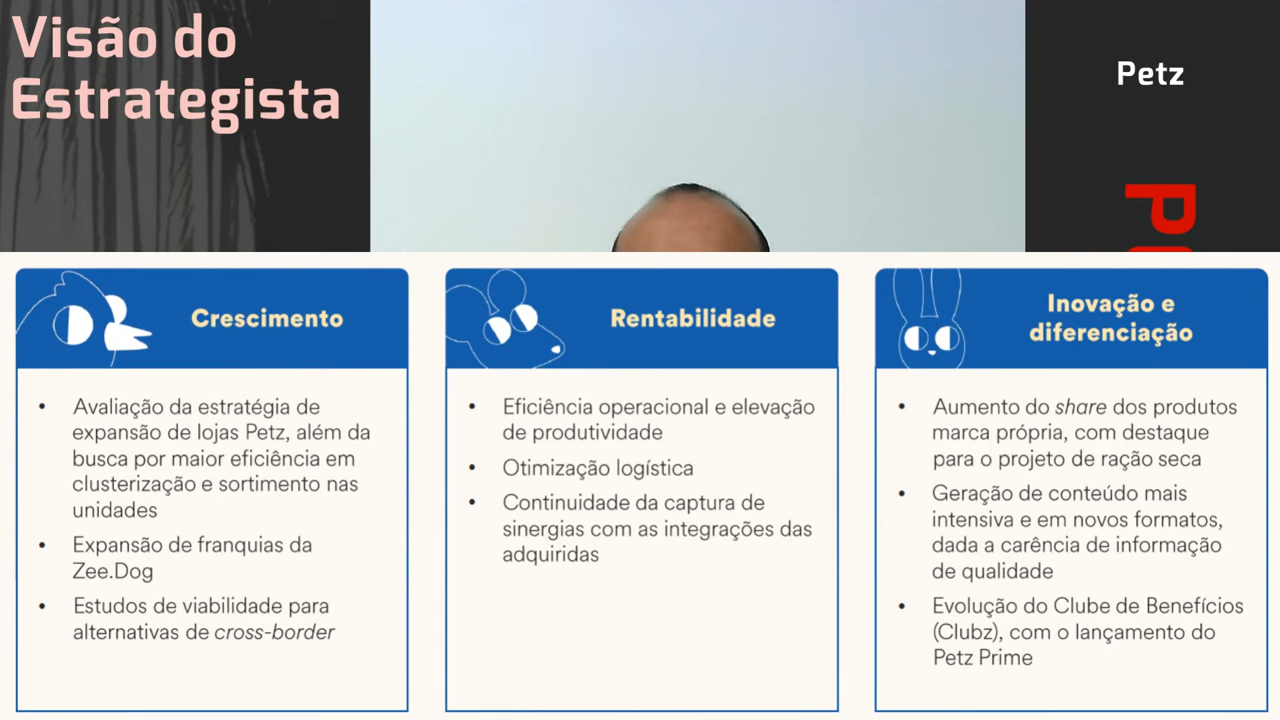 Visão do
Estrategista
Petz
Crescimento
• Avaliação da estratégia de
expansão de lojas Petz, além da
busca por maior eficiência em
clusterização e sortimento nas
unidades
• Expansão de franquias da
Zee.Dog
• Estudos de viabilidade para
alternativas de cross-border
Rentabilidade
• Eficiência operacional e elevação
de produtividade
• Otimização logística
• Continuidade da captura de
sinergias com as integrações das
adquiridas
Inovação e
diferenciação
• Aumento do share dos produtos
marca própria, com destaque
para o projeto de ração seca
• Geração de conteúdo mais
intensiva e em novos formatos,
dada a carência de informação
de qualidade
• Evolução do Clube de Benefícios
(Clubz), com o lançamento do
Petz Prime